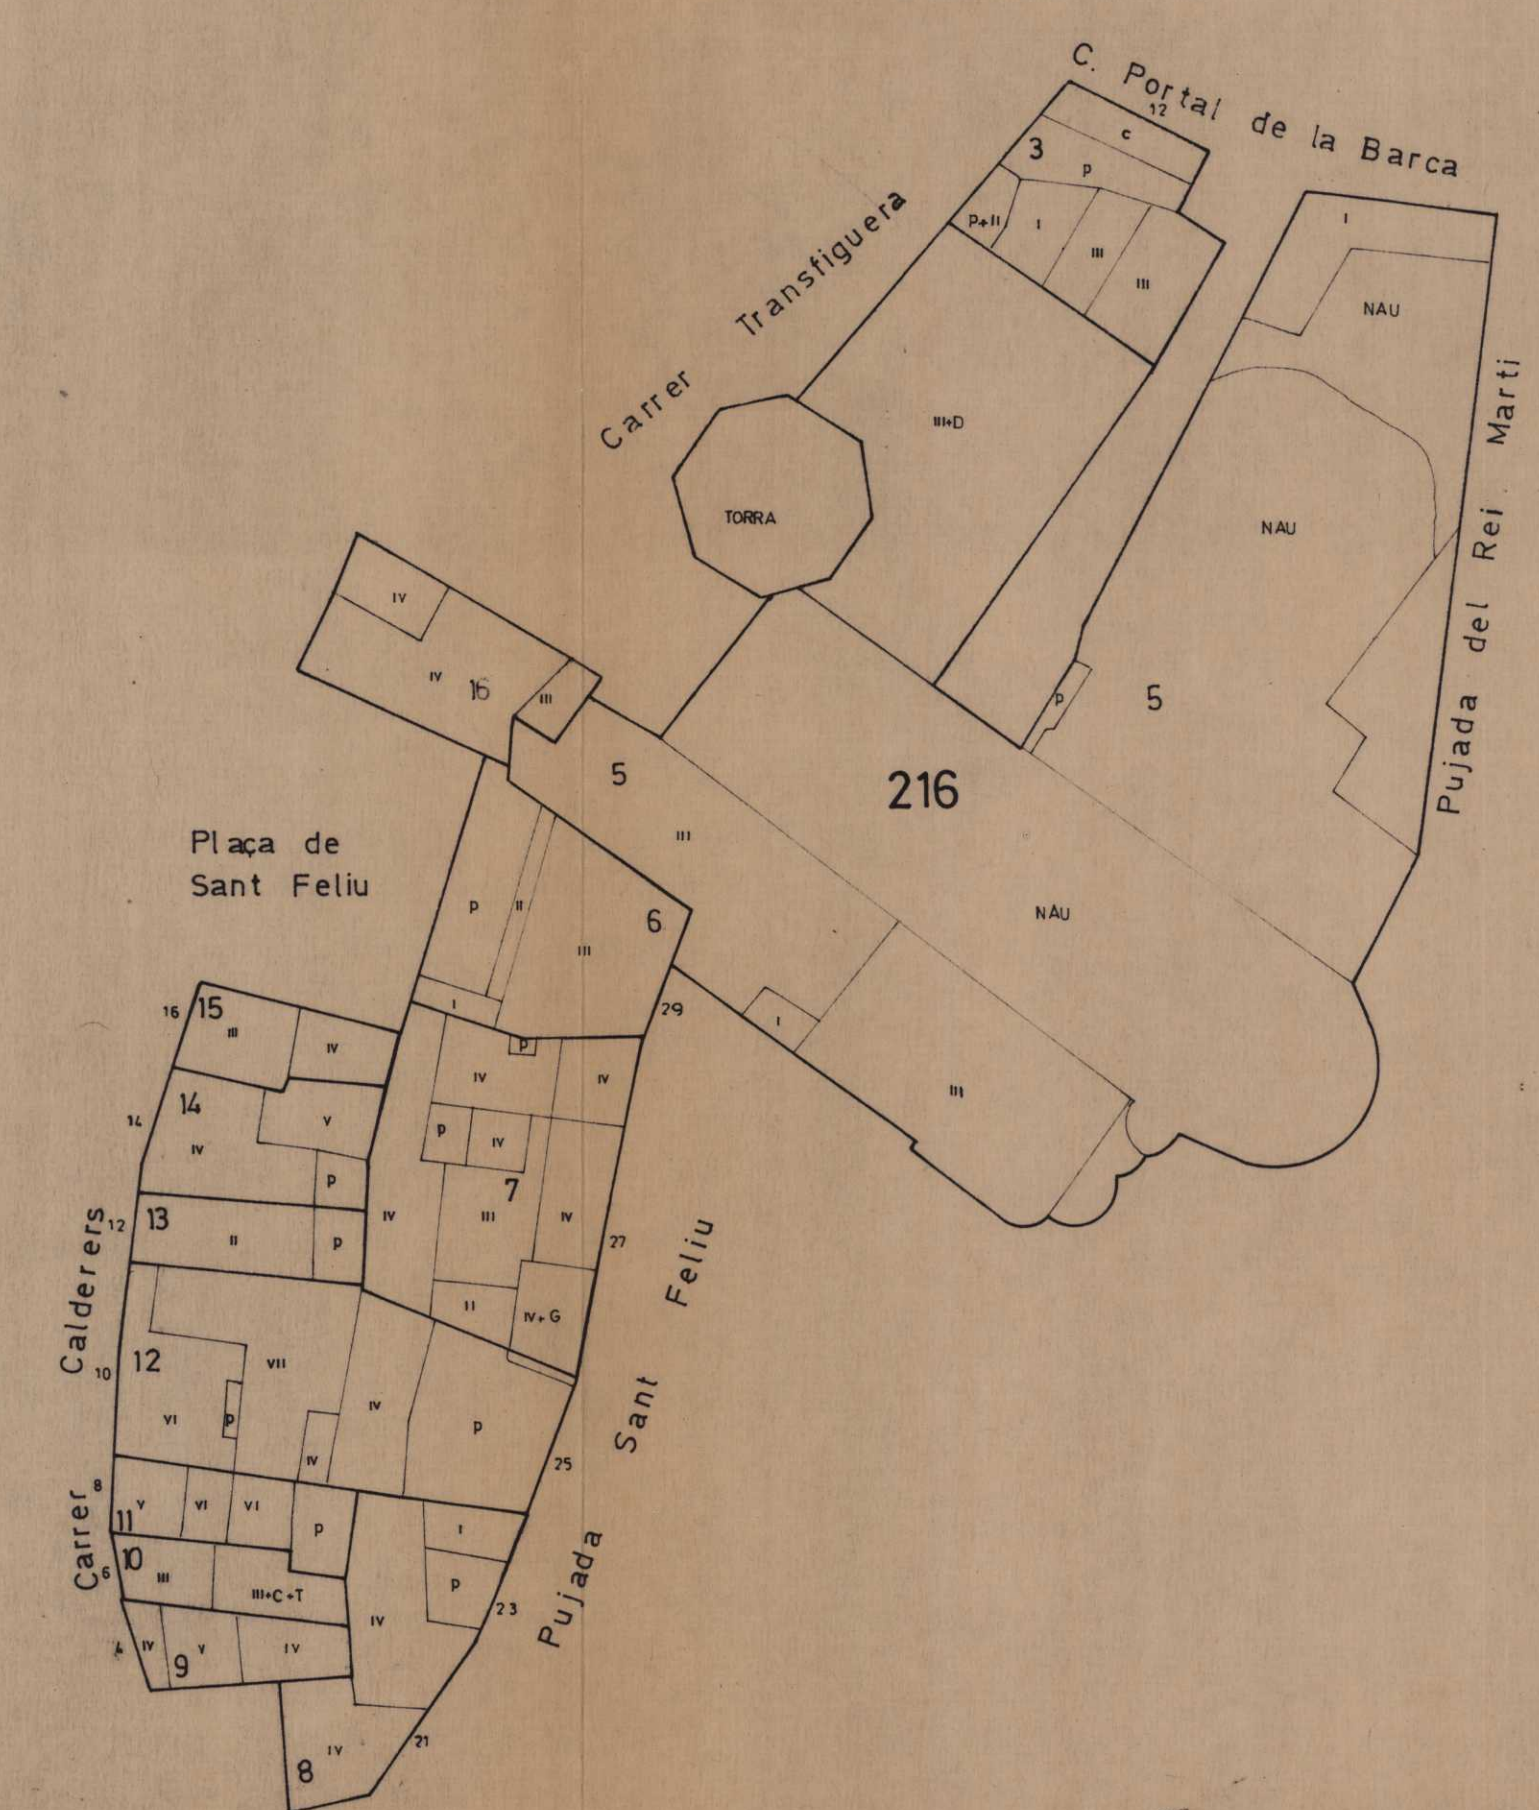 C. Portal de la Barca
12
c
3
p
P+II
I
III
III
I
NAU
Carrer Transfiguera
III+D
TORRA
NAU
Pujada del Rei Marti
IV
IV
16
III
p
5
5
216
III
Plaça de
Sant Feliu
p
II
6
III
NAU
I
29
I
16
15
III
IV
p
IV
IV
III
14
14
IV
V
p
IV
p
7
12
13
II
p
IV
III
IV
27
II
IV+G
Carrer Calderers
10
12
VII
VI
p
IV
IV
p
25
Pujada Sant Feliu
8
11
V
VI
VI
p
I
6
10
III
III+C+T
p
23
IV
4
IV
9
V
IV
21
8
IV